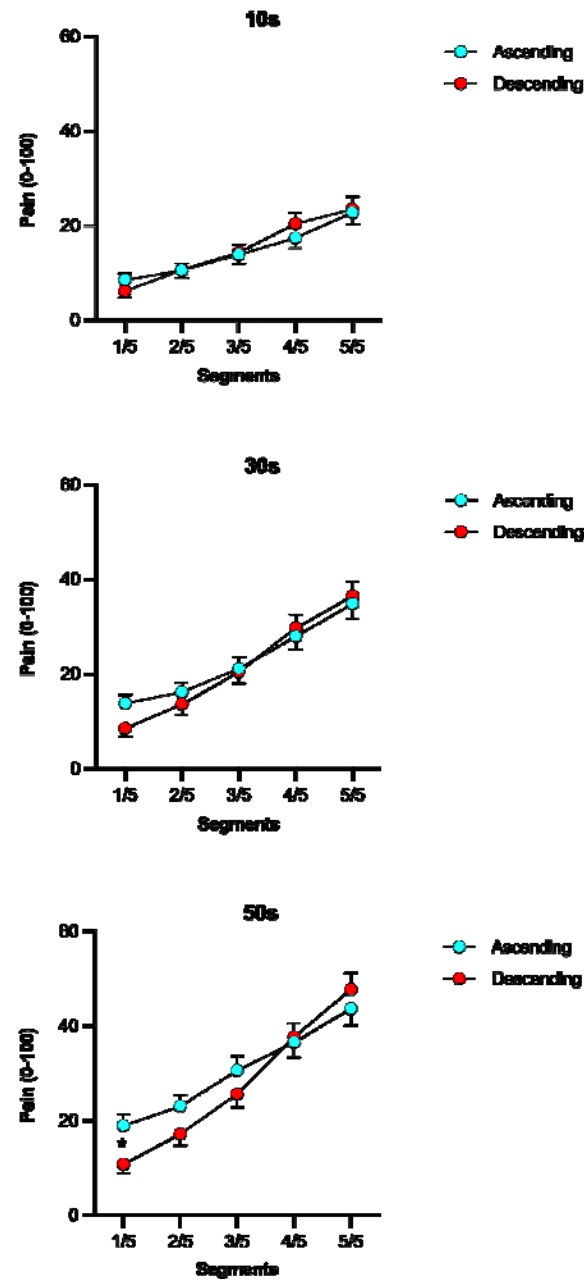 10s
60
40
20
0
Pain (0-100)
1/5 2/5 3/5 4/5 5/5
Segments
Ascending
Descending
30s
60
40
20
0
Pain (0-100)
1/5 2/5 3/5 4/5 5/5
Segments
Ascending
Descending
50s
60
40
20
0
Pain (0-100)
*
1/5 2/5 3/5 4/5 5/5
Segments
Ascending
Descending